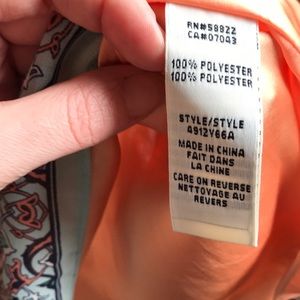 RN#58922
CA#07043
100% POLYESTER
100% POLYESTER
STYLE/STYLE
A912Y66A
MADE IN CHINA
FAIT DANS
LA CHINE
CARE ON REVERSE
NETTOYAGE AU
REVERS